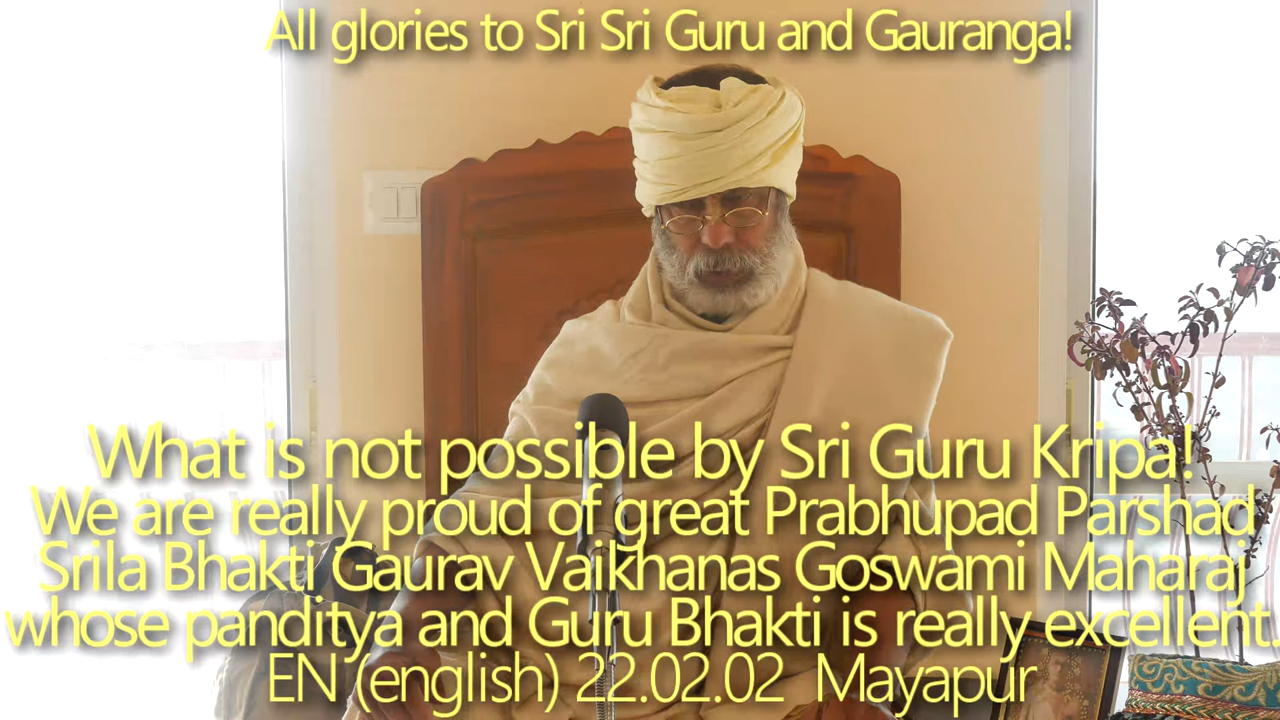 All glories to Sri Sri Guru and Gauranga!
What is not possible by Sri Guru Kripa!
We are really proud of great Prabhupad Parshad
Srila Bhakti Gaurav Vaikhanas Goswami Maharaj
whose panditya and Guru Bhakti is really excellent.
EN (english) 22.02.02 Mayapur